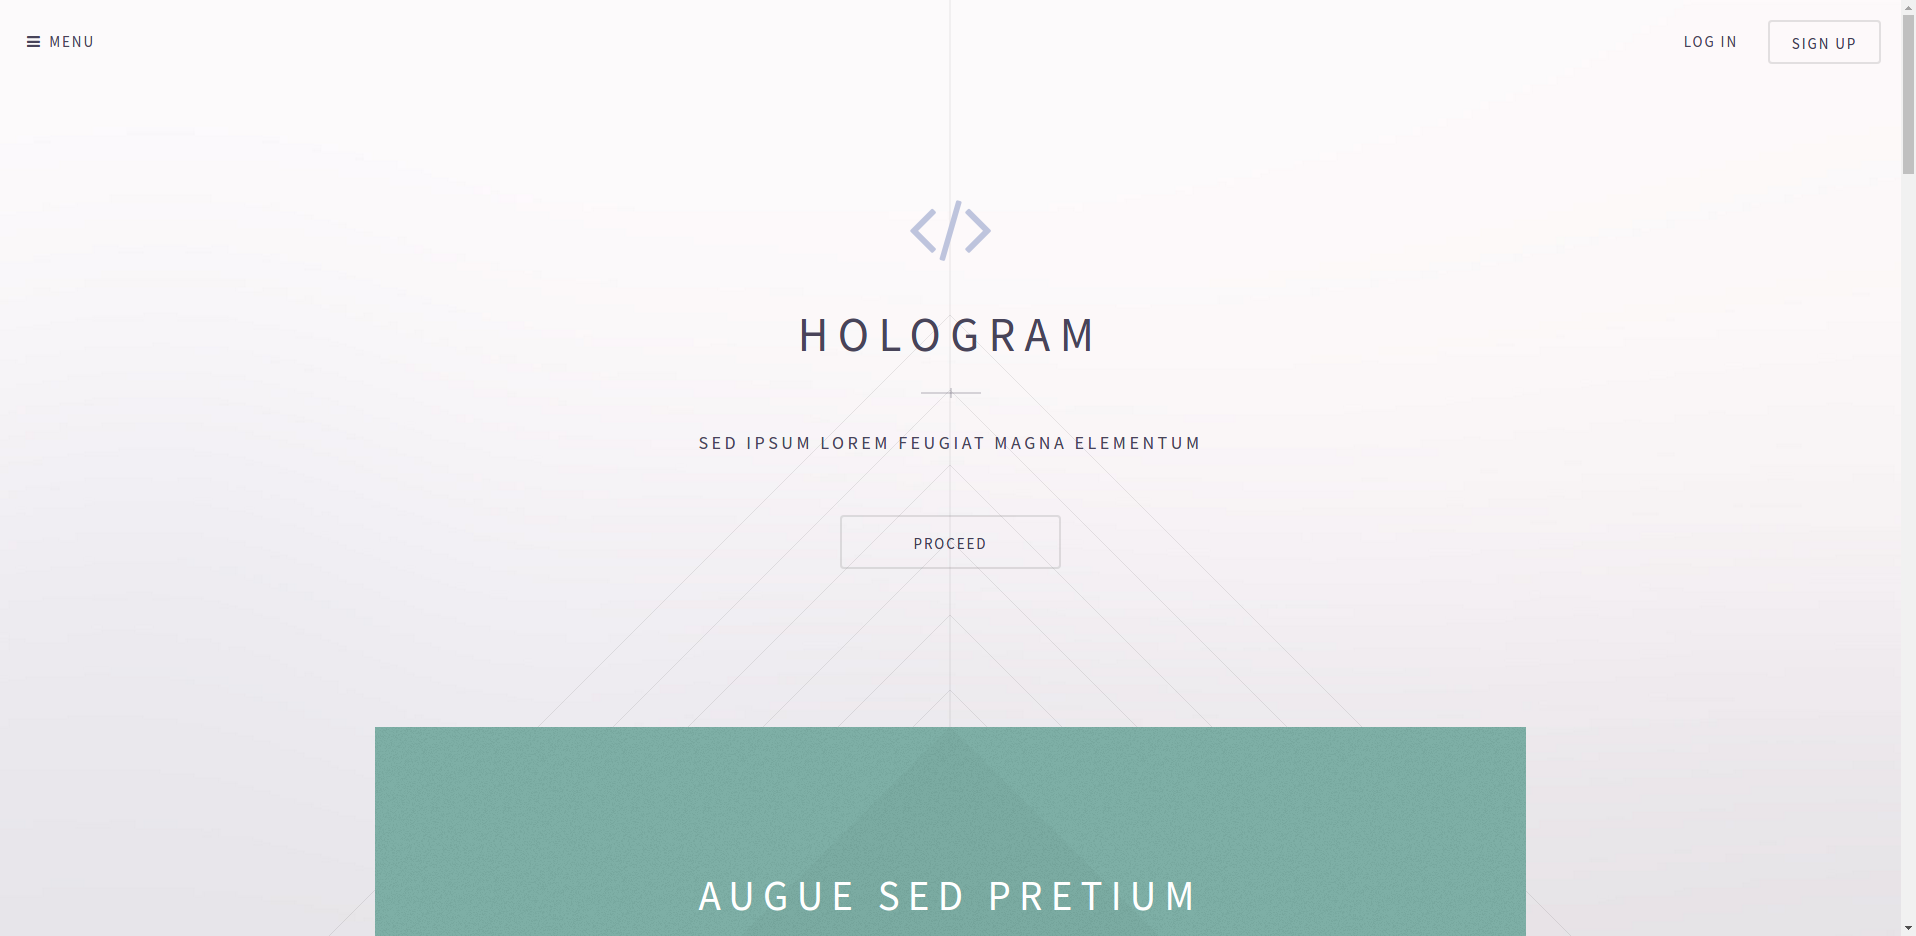 MENU
LOG IN
SIGN UP
HOLOGRAM
SED IPSUM LOREM FEUGIAT MAGNA ELEMENTUM
PROCEED
AUGUE SED PRETIUM